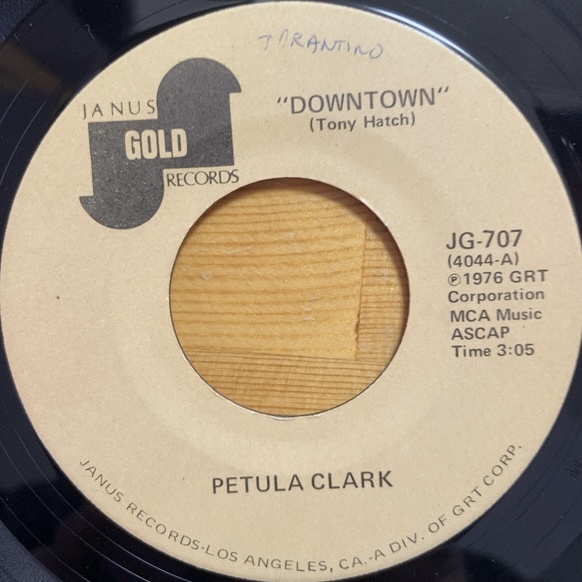 TARANTINO
JANUS
GOLD
RECORDS
"DOWNTOWN"
(Tony Hatch)
JG-707
(4044-A)
℗1976 GRT
Corporation
MCA Music
ASCAP
Time 3:05
PETULA CLARK
JANUS RECORDS-LOS ANGELES, CA.-A DIV. OF GRT CORP.